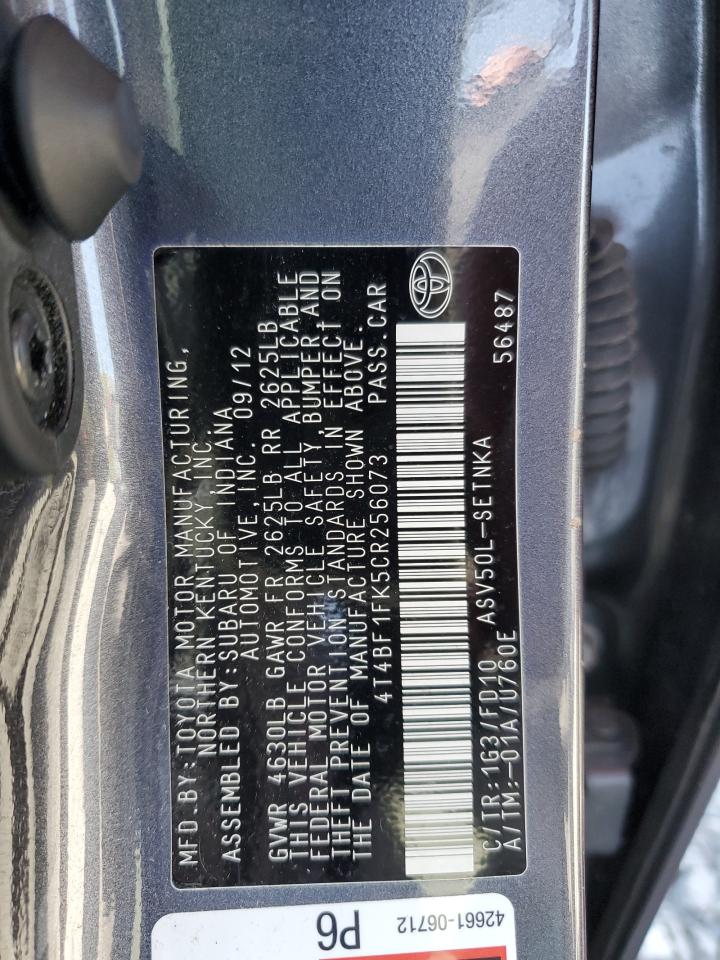 MFD BY:TOYOTA MOTOR MANUFACTURING,
NORTHERN KENTUCKY INC.
ASSEMBLED BY:SUBARU OF INDIANA
AUTOMOTIVE, INC. 09/12
GVWR 4630LB GAWR FR 2625LB RR 2625LB
THIS VEHICLE CONFORMS TO ALL APPLICABLE
FEDERAL MOTOR VEHICLE SAFETY, BUMPER, AND
THEFT PREVENTION STANDARDS IN EFFECT ON
THE DATE OF MANUFACTURE SHOWN ABOVE.
4T4BF1FK5CR256073 PASS.CAR
C/TR:1G3/FD10 ASV50L-SETNKA 56487
A/TM:-01A/U760E
42661-06712
P6